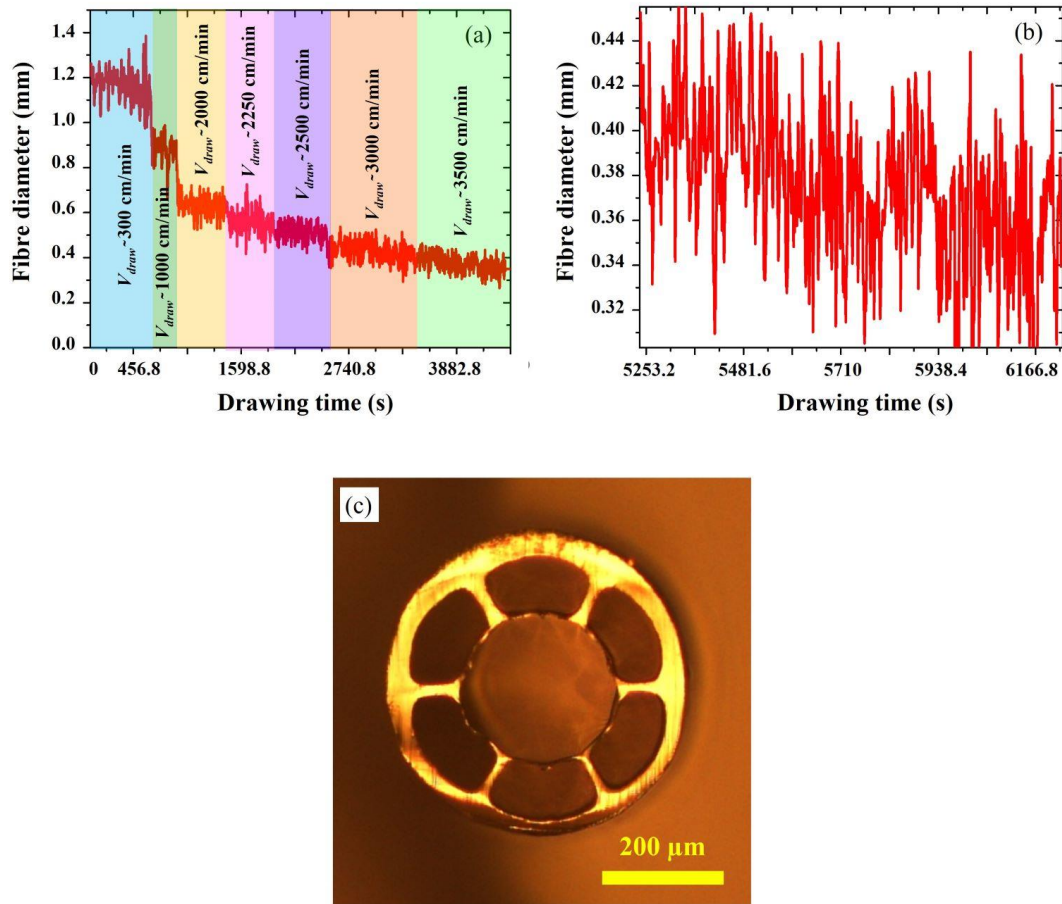 (a)
Fibre diameter (mm)
1.4
1.2
1.0
0.8
0.6
0.4
0.2
0.0
V_draw~300 cm/min
V_draw~1000 cm/min
V_draw~2000 cm/min
V_draw~2250 cm/min
V_draw~2500 cm/min
V_draw~3000 cm/min
V_draw~3500 cm/min
0 456.8 1598.8 2740.8 3882.8
Drawing time (s)
(b)
Fibre diameter (mm)
0.44
0.40
0.36
0.34
0.32
5253.2 5481.6 5710 5938.4 6166.8
Drawing time (s)
(c)
200 µm